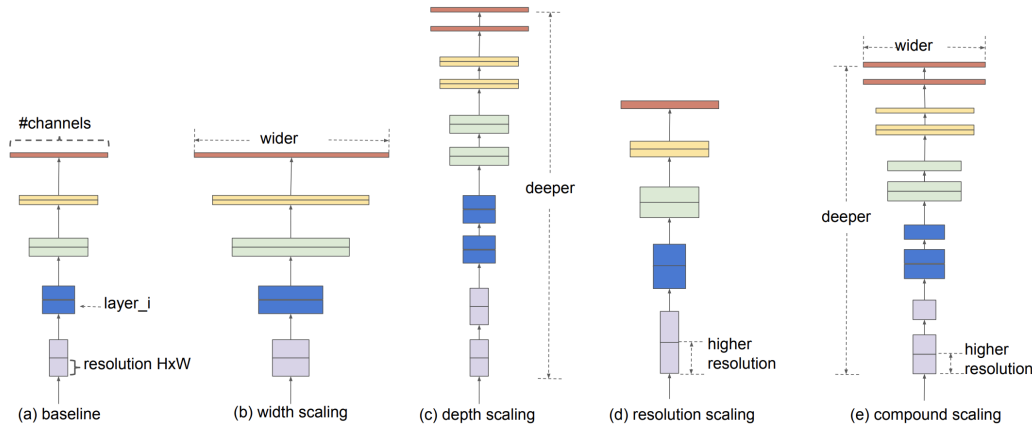 #channels
layer_i
resolution HxW
(a) baseline
wider
(b) width scaling
deeper
(c) depth scaling
higher
resolution
(d) resolution scaling
wider
deeper
higher
resolution
(e) compound scaling